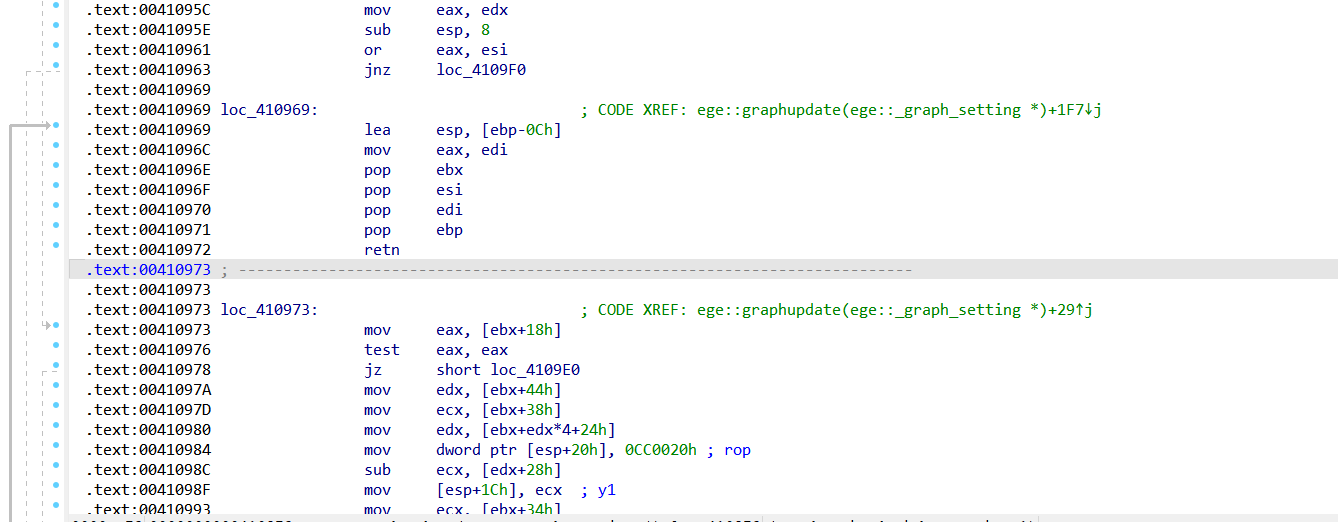 .text:0041095C mov eax, edx
.text:0041095E sub esp, 8
.text:00410961 or eax, esi
.text:00410963 jnz loc_4109F0
.text:00410969
.text:00410969 loc_410969: ; CODE XREF: ege::graphupdate(ege::_graph_setting *)+1F7↓j
.text:00410969 lea esp, [ebp-0Ch]
.text:0041096C mov eax, edi
.text:0041096E pop ebx
.text:0041096F pop esi
.text:00410970 pop edi
.text:00410971 pop ebp
.text:00410972 retn
.text:00410973 ; ---------------------------------------------------------------------------
.text:00410973
.text:00410973 loc_410973: ; CODE XREF: ege::graphupdate(ege::_graph_setting *)+29↑j
.text:00410973 mov eax, [ebx+18h]
.text:00410976 test eax, eax
.text:00410978 jz short loc_4109E0
.text:0041097A mov edx, [ebx+44h]
.text:0041097D mov ecx, [ebx+38h]
.text:00410980 mov edx, [ebx+edx*4+24h]
.text:00410984 mov dword ptr [esp+20h], 0CC0020h ; rop
.text:0041098C sub ecx, [edx+28h]
.text:0041098F mov [esp+1Ch], ecx ; y1
.text:00410993 mov ecx, [ebx+34h]